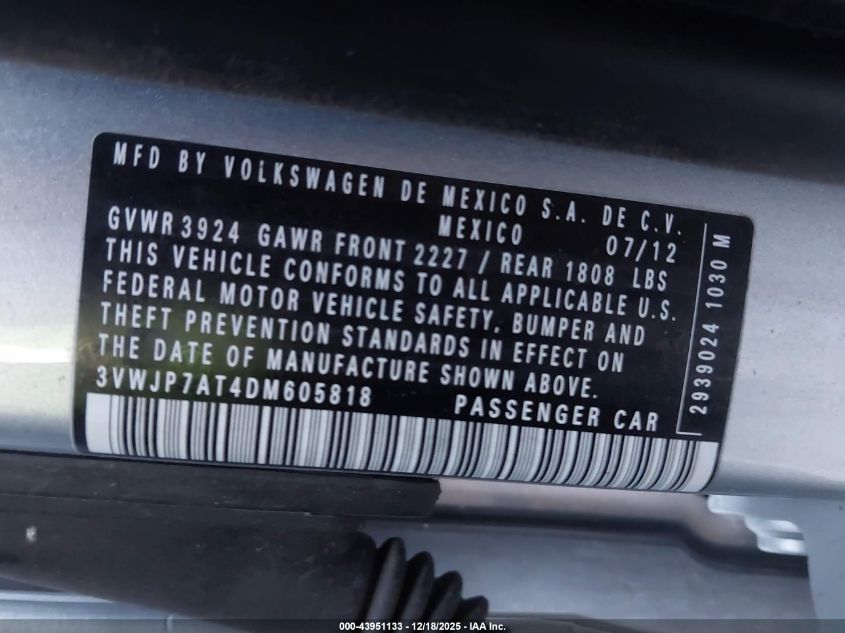 MFD BY VOLKSWAGEN DE MEXICO S.A. DE C.V.
MEXICO 07/12
GVWR 3924 GAWR FRONT 2227 / REAR 1808 LBS
THIS VEHICLE CONFORMS TO ALL APPLICABLE U.S.
FEDERAL MOTOR VEHICLE SAFETY, BUMPER AND
THEFT PREVENTION STANDARDS IN EFFECT ON
THE DATE OF MANUFACTURE SHOWN ABOVE.
3VWJP7AT4DM605818 PASSENGER CAR
2939024 1030 M
000-43951133 - 12/18/2025 - IAA Inc.